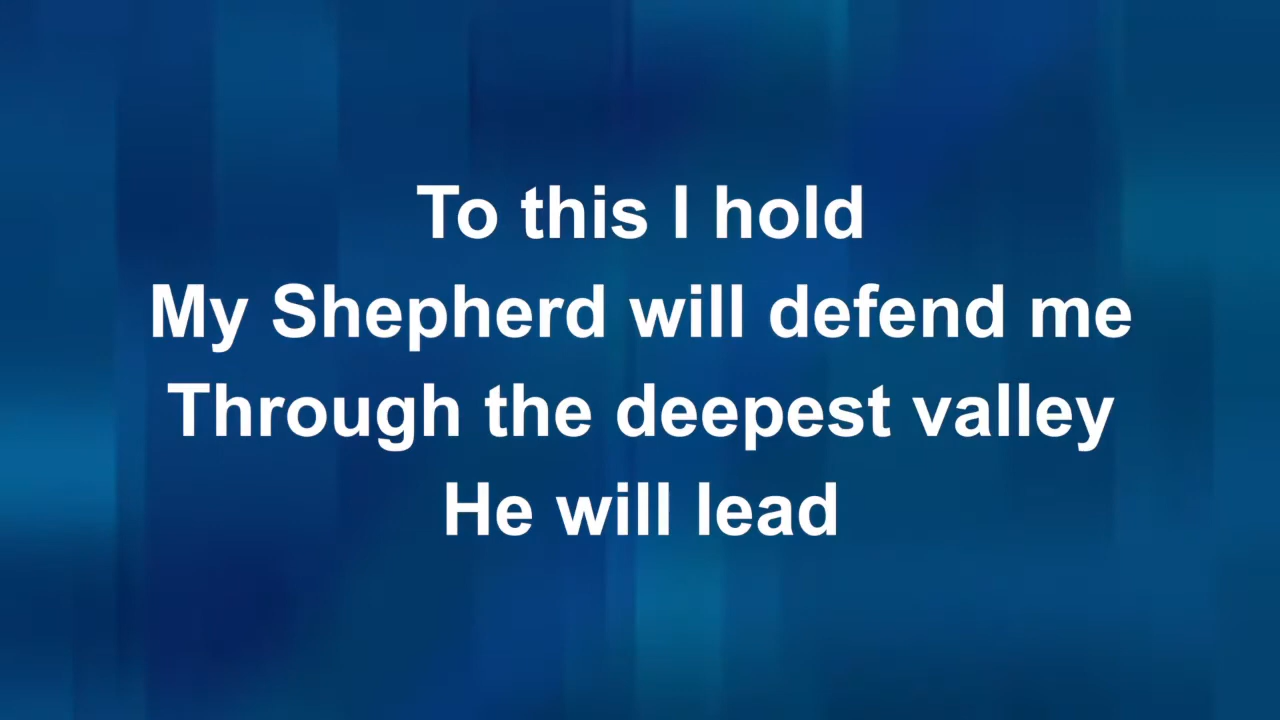 To this I hold
My Shepherd will defend me
Through the deepest valley
He will lead